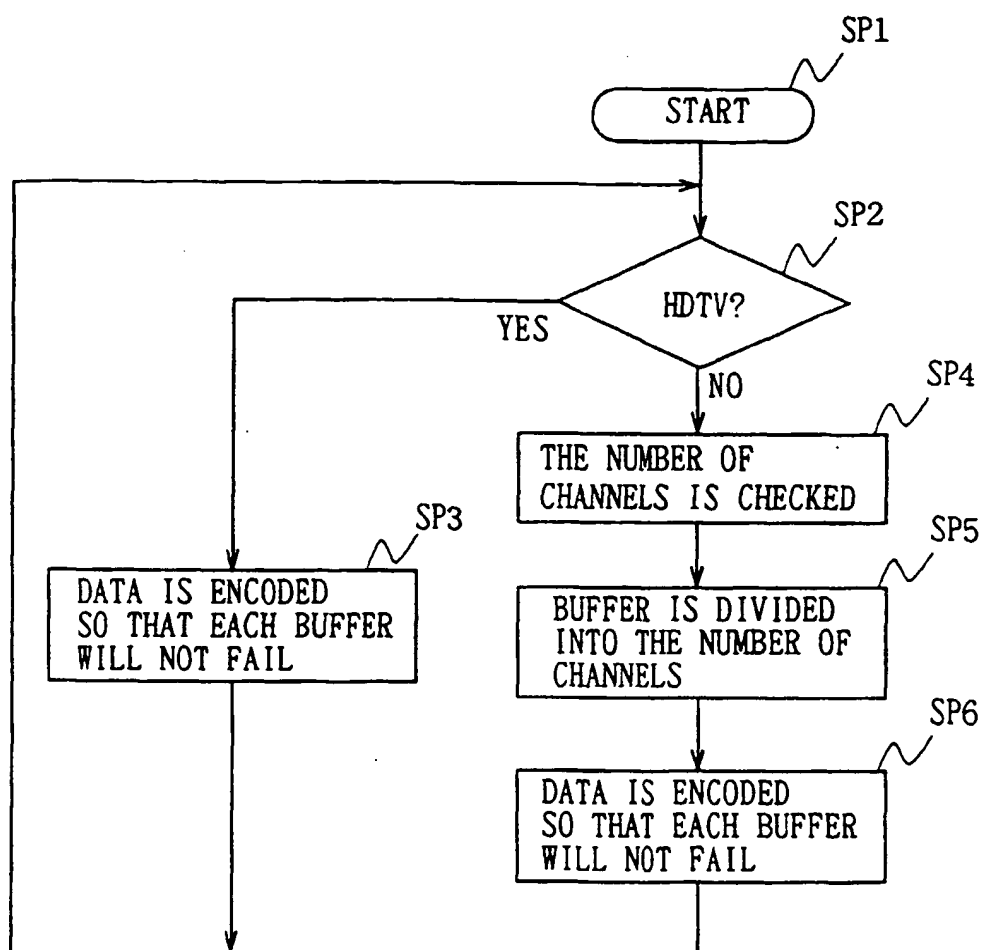 SP1
START
SP2
HDTV?
YES
NO
SP4
THE NUMBER OF
CHANNELS IS CHECKED
SP3
DATA IS ENCODED
SO THAT EACH BUFFER
WILL NOT FAIL
SP5
BUFFER IS DIVIDED
INTO THE NUMBER OF
CHANNELS
SP6
DATA IS ENCODED
SO THAT EACH BUFFER
WILL NOT FAIL